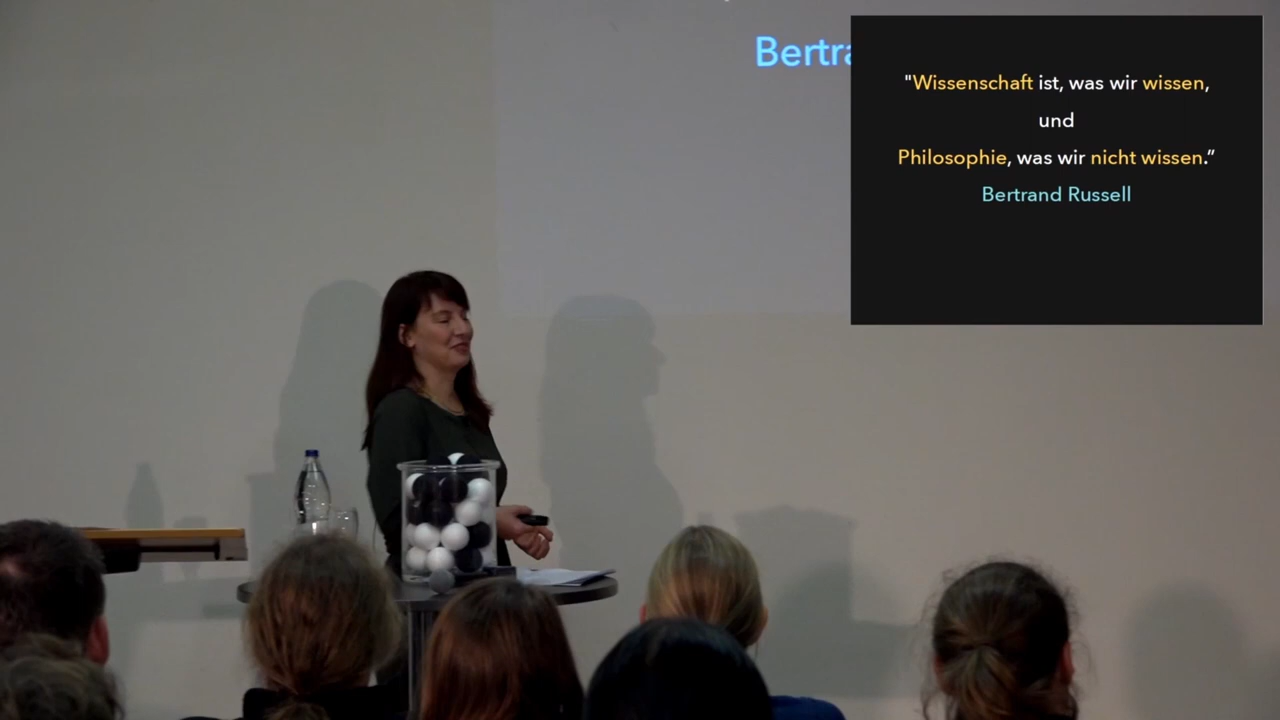 Bertra
"Wissenschaft ist, was wir wissen,
und
Philosophie, was wir nicht wissen.”
Bertrand Russell